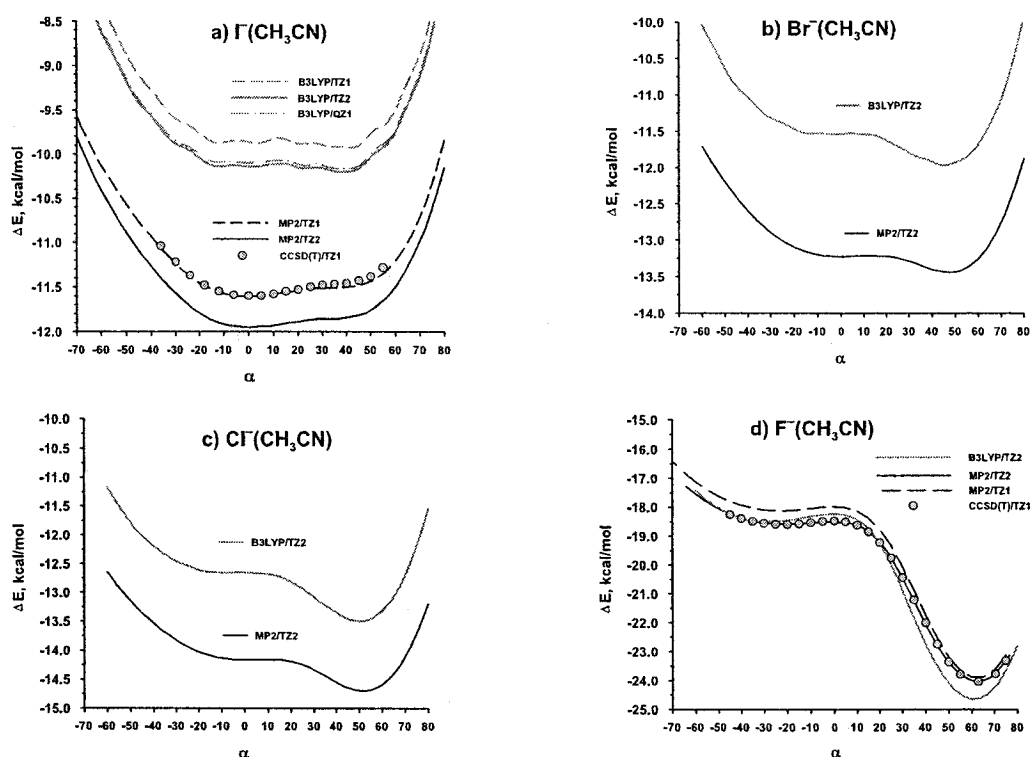 a) I⁻(CH₃CN)
-8.5
-9.0
-9.5
-10.0
-10.5
-11.0
-11.5
-12.0
ΔE, kcal/mol
B3LYP/TZ1
B3LYP/TZ2
B3LYP/QZ1
MP2/TZ1
MP2/TZ2
CCSD(T)/TZ1
-70 -60 -50 -40 -30 -20 -10 0 10 20 30 40 50 60 70 80
α
b) Br⁻(CH₃CN)
-10.0
-10.5
-11.0
-11.5
-12.0
-12.5
-13.0
-13.5
-14.0
ΔE, kcal/mol
B3LYP/TZ2
MP2/TZ2
-70 -60 -50 -40 -30 -20 -10 0 10 20 30 40 50 60 70 80
α
c) Cl⁻(CH₃CN)
-10.0
-10.5
-11.0
-11.5
-12.0
-12.5
-13.0
-13.5
-14.0
-14.5
-15.0
ΔE, kcal/mol
B3LYP/TZ2
MP2/TZ2
-70 -60 -50 -40 -30 -20 -10 0 10 20 30 40 50 60 70 80
α
d) F⁻(CH₃CN)
-15.0
-16.0
-17.0
-18.0
-19.0
-20.0
-21.0
-22.0
-23.0
-24.0
-25.0
ΔE, kcal/mol
B3LYP/TZ2
MP2/TZ2
MP2/TZ1
CCSD(T)/TZ1
-70 -60 -50 -40 -30 -20 -10 0 10 20 30 40 50 60 70 80
α